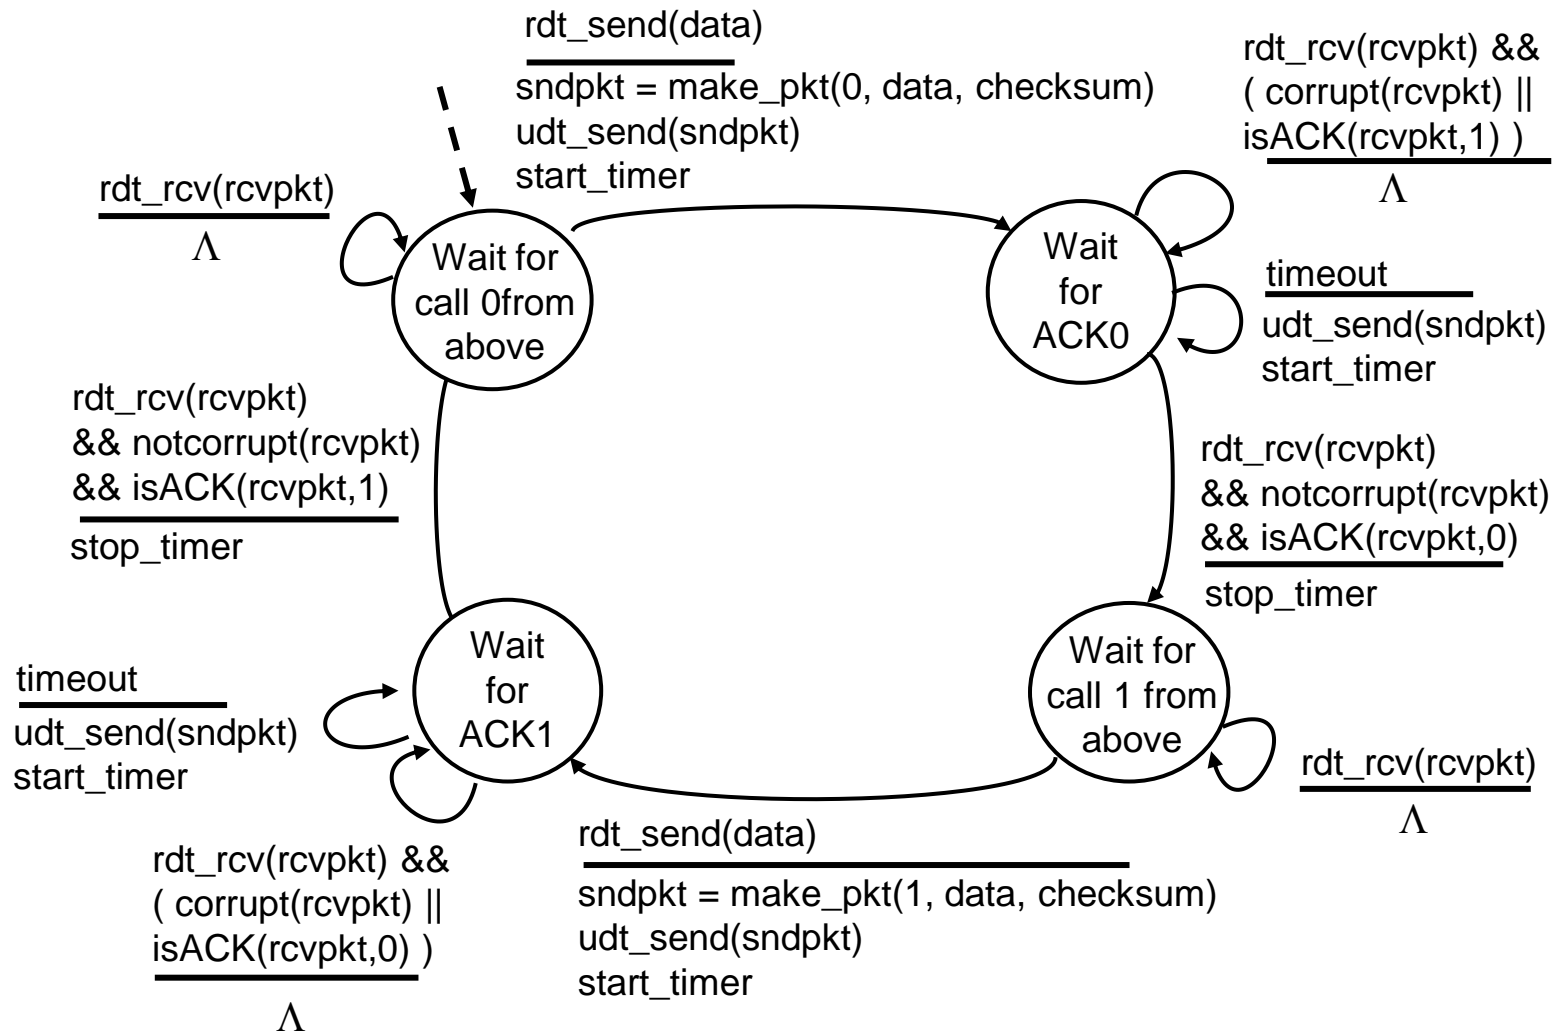 rdt_send(data)
sndpkt = make_pkt(0, data, checksum)
udt_send(sndpkt)
start_timer
rdt_rcv(rcvpkt) &&
( corrupt(rcvpkt) ||
isACK(rcvpkt,1) )
Λ
rdt_rcv(rcvpkt)
Λ
Wait for
call 0from
above
Wait
for
ACK0
timeout
udt_send(sndpkt)
start_timer
rdt_rcv(rcvpkt)
&& notcorrupt(rcvpkt)
&& isACK(rcvpkt,1)
stop_timer
rdt_rcv(rcvpkt)
&& notcorrupt(rcvpkt)
&& isACK(rcvpkt,0)
stop_timer
Wait
for
ACK1
Wait for
call 1 from
above
timeout
udt_send(sndpkt)
start_timer
rdt_rcv(rcvpkt)
Λ
rdt_rcv(rcvpkt) &&
( corrupt(rcvpkt) ||
isACK(rcvpkt,0) )
Λ
rdt_send(data)
sndpkt = make_pkt(1, data, checksum)
udt_send(sndpkt)
start_timer